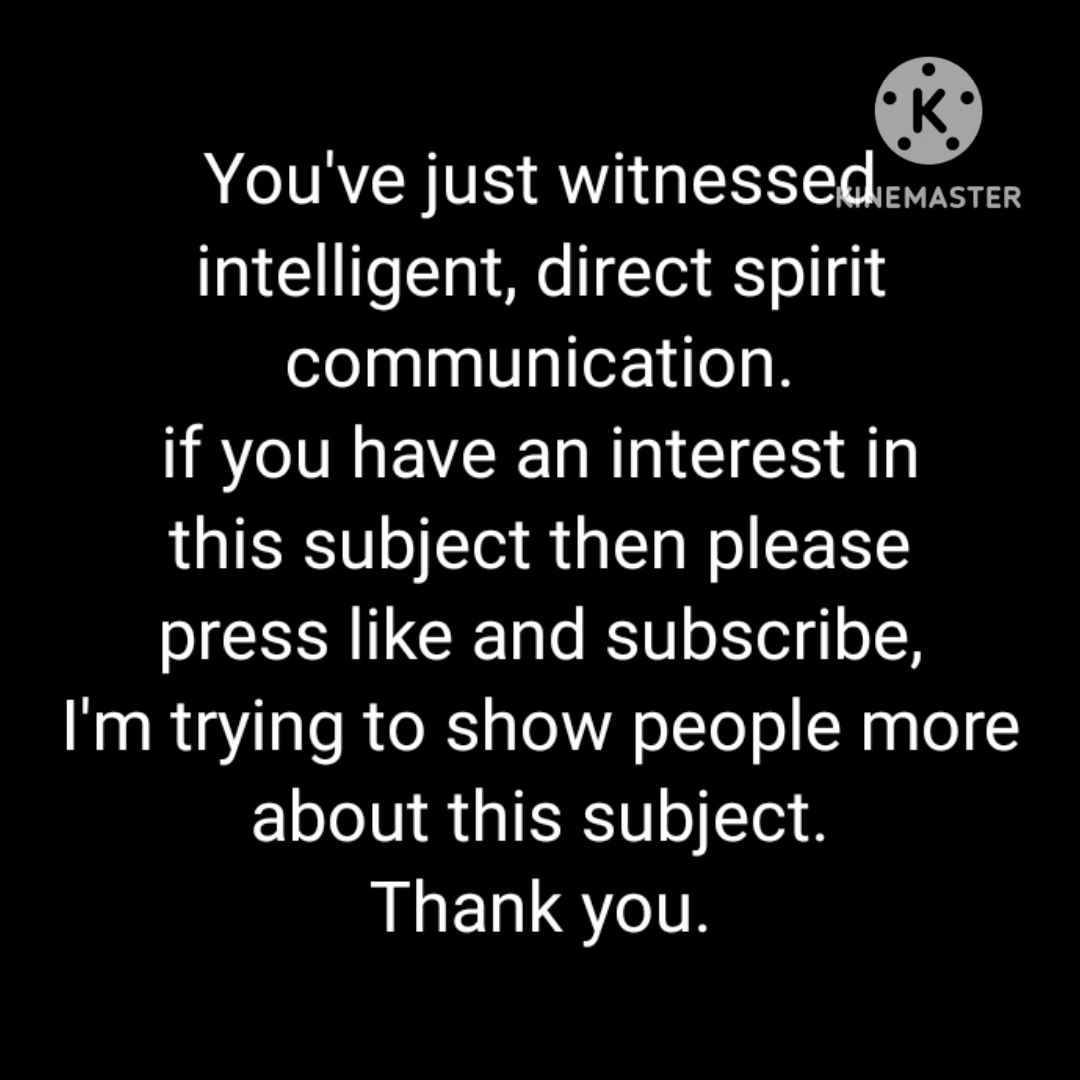 K
KINEMASTER
You've just witnessed
intelligent, direct spirit
communication.
if you have an interest in
this subject then please
press like and subscribe,
I'm trying to show people more
about this subject.
Thank you.